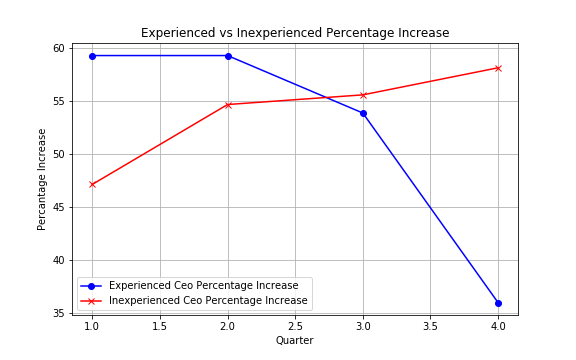 Experienced vs Inexperienced Percentage Increase
60
55
50
45
40
35
Percantage Increase
Experienced Ceo Percentage Increase
Inexperienced Ceo Percentage Increase
1.0 1.5 2.0 2.5 3.0 3.5 4.0
Quarter